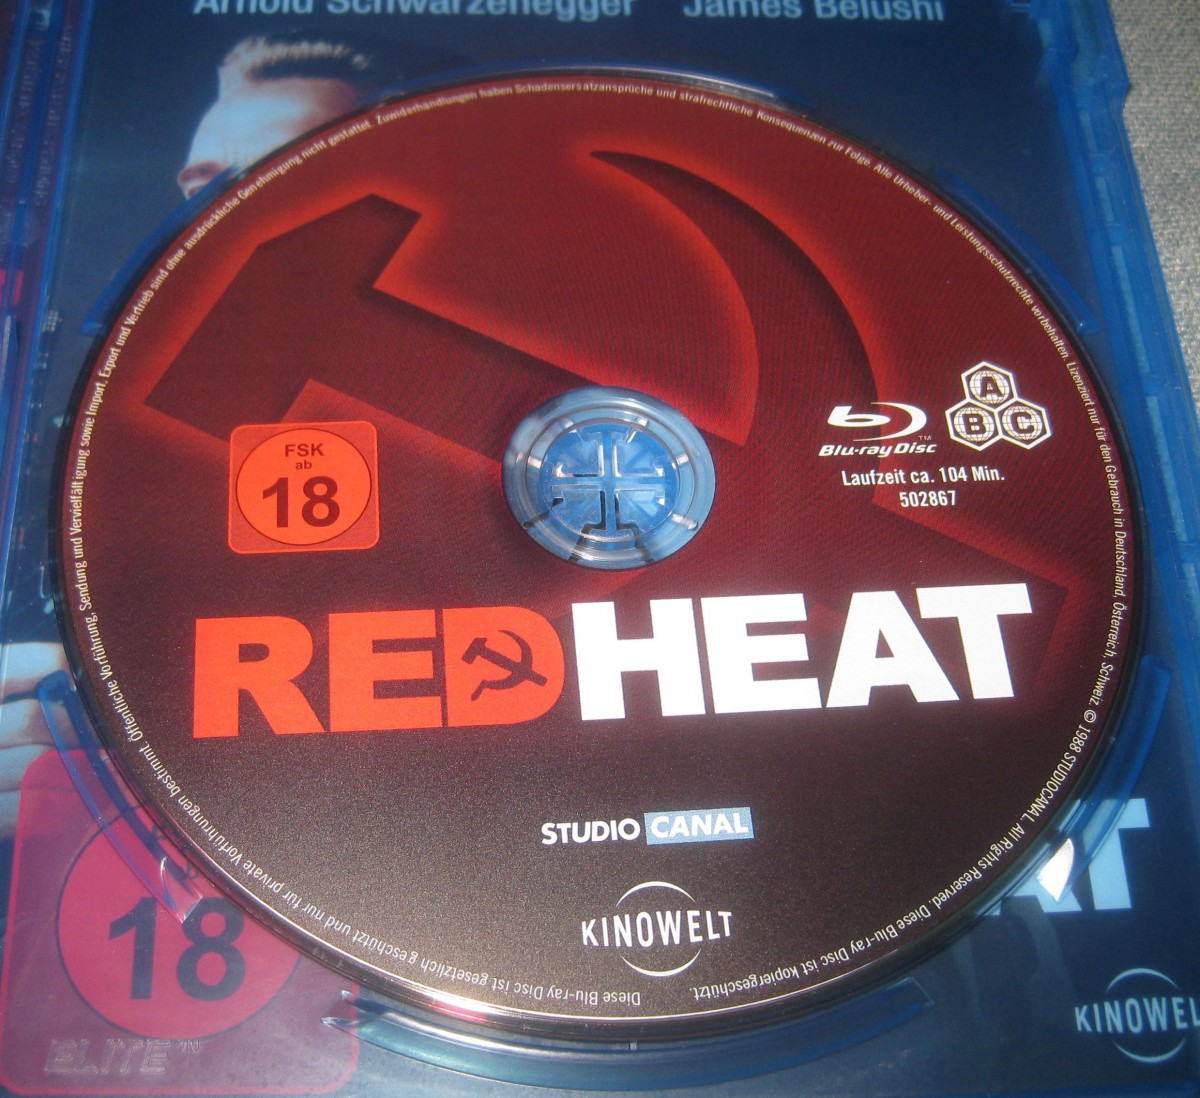 Arnold Schwarzenegger James Belushi
Diese Blu-ray Disc ist gesetzlich geschützt und nur für private Vorführungen bestimmt. Öffentliche Vorführung, Sendung und Vervielfältigung sowie Import, Export und Vertrieb sind ohne ausdrückliche Genehmigung nicht gestattet. Zuwiderhandlungen haben Schadensersatzansprüche und strafrechtliche Konsequenzen zur Folge. Alle Urheber- und Leistungsschutzrechte vorbehalten. Lizenziert nur für den Gebrauch in Deutschland, Österreich, Schweiz. © 1988 STUDIOCANAL. All Rights Reserved. Diese Blu-ray Disc ist kopiergeschützt.
A
B C
Blu-ray Disc™
Laufzeit ca. 104 Min.
502867
FSK
ab
18
REDHEAT
STUDIO CANAL
KINOWELT
18
ELITE™
AT
KINOWEL